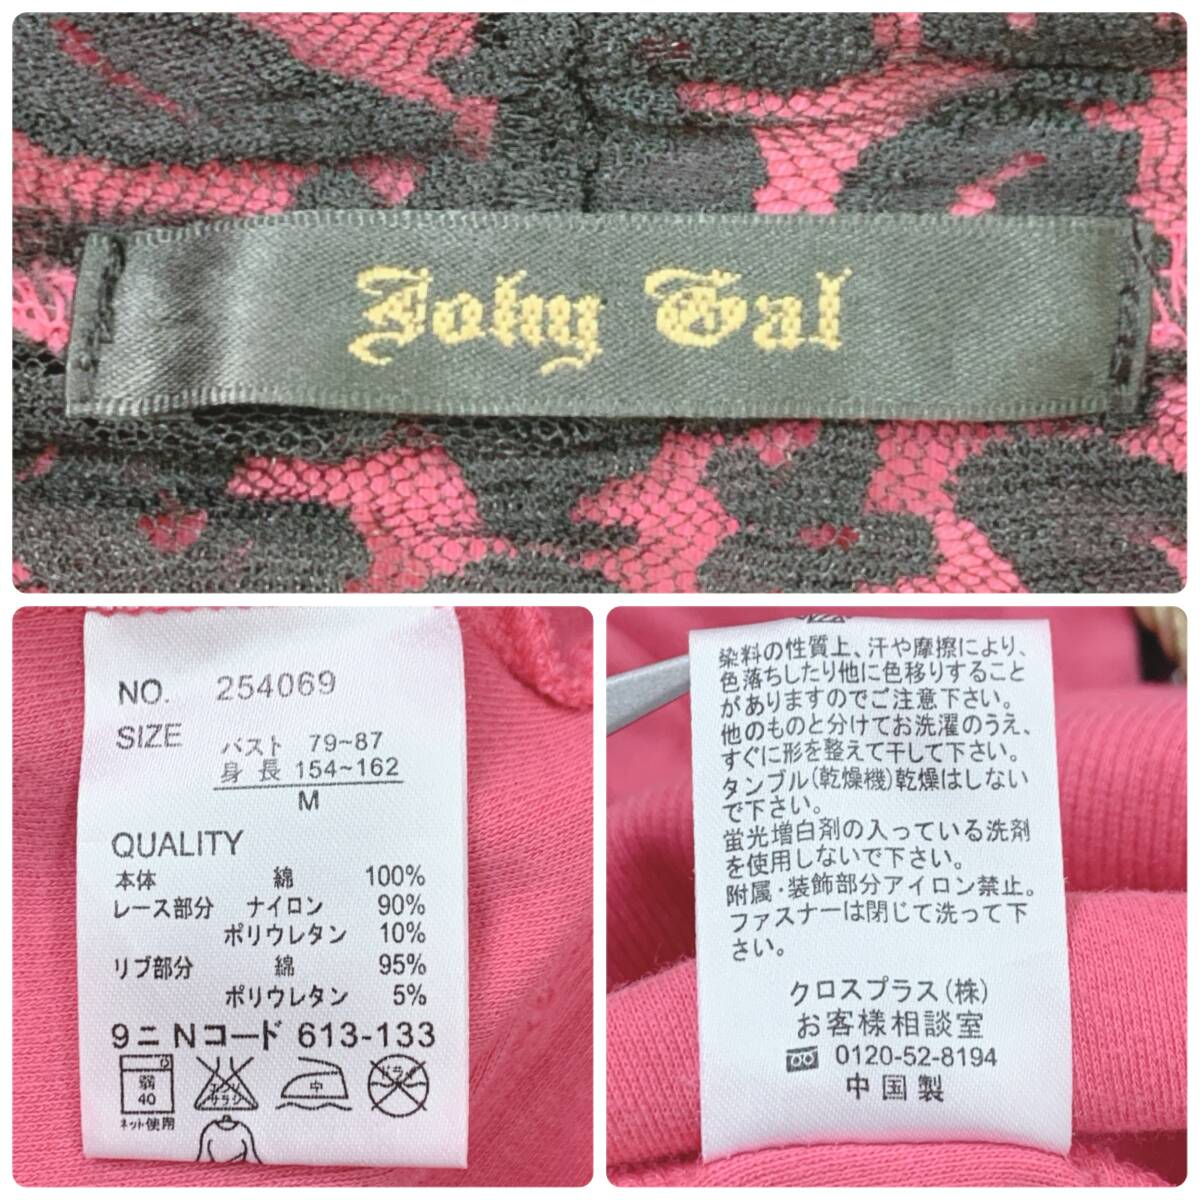 Johy Gal
NO. 254069
SIZE バスト 79~87
身長 154~162
M
QUALITY
本体 綿 100%
レース部分 ナイロン 90%
ポリウレタン 10%
リブ部分 綿 95%
ポリウレタン 5%
9ニ Nコード 613-133
弱
40
ネット使用
エンソ
サラシ
中
ドライ
染料の性質上、汗や摩擦により、
色落ちしたり他に色移りすること
がありますのでご注意下さい。
他のものと分けてお洗濯のうえ、
すぐに形を整えて干して下さい。
タンブル(乾燥機)乾燥はしない
で下さい。
蛍光増白剤の入っている洗剤
を使用しないで下さい。
附属・装飾部分アイロン禁止。
ファスナーは閉じて洗って下
さい。
クロスプラス(株)
お客様相談室
0120-52-8194
中国製